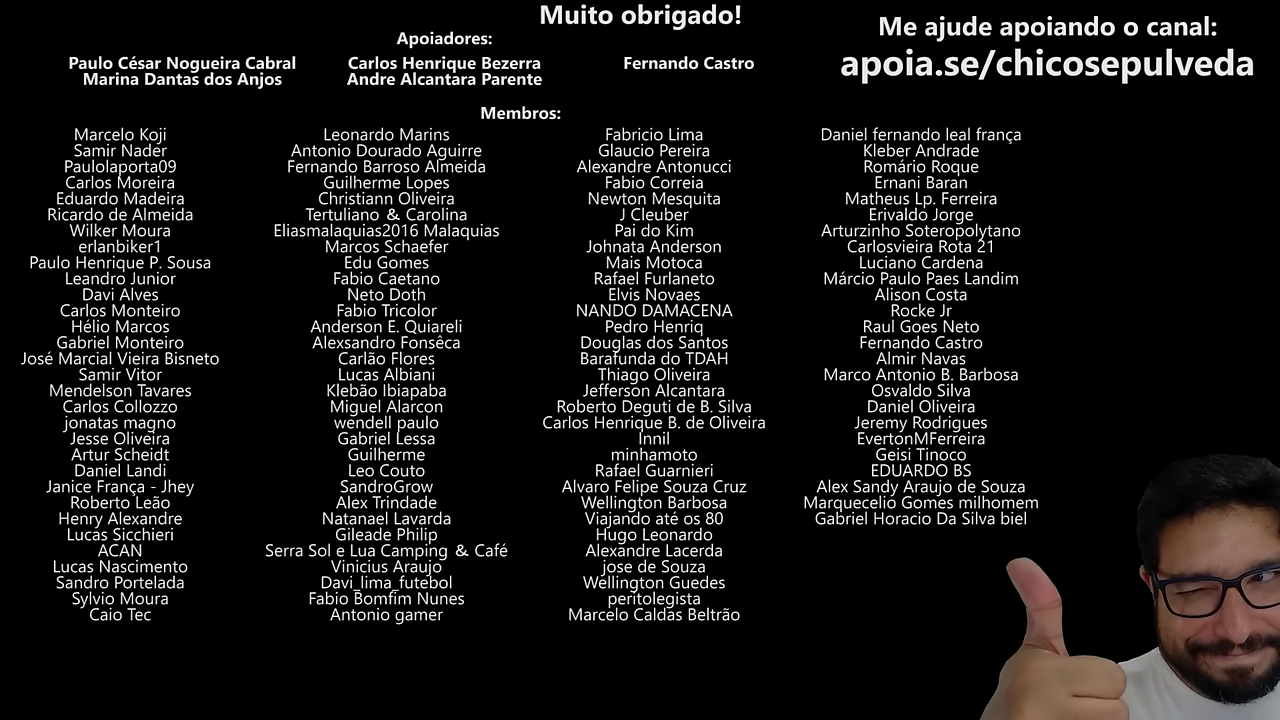 Muito obrigado!
Me ajude apoiando o canal:
apoia.se/chicosepulveda
Apoiadores:
Paulo César Nogueira Cabral
Marina Dantas dos Anjos
Carlos Henrique Bezerra
Andre Alcantara Parente
Fernando Castro
Membros:
Marcelo Koji
Samir Nader
Paulolaporta09
Carlos Moreira
Eduardo Madeira
Ricardo de Almeida
Wilker Moura
erlanbiker1
Paulo Henrique P. Sousa
Leandro Junior
Davi Alves
Carlos Monteiro
Hélio Marcos
Gabriel Monteiro
José Marcial Vieira Bisneto
Samir Vitor
Mendelson Tavares
Carlos Collozzo
jonatas magno
Jesse Oliveira
Artur Scheidt
Daniel Landi
Janice França - Jhey
Roberto Leão
Henry Alexandre
Lucas Sicchieri
ACAN
Lucas Nascimento
Sandro Portelada
Sylvio Moura
Caio Tec
Leonardo Marins
Antonio Dourado Aguirre
Fernando Barroso Almeida
Guilherme Lopes
Christiann Oliveira
Tertuliano & Carolina
Eliasmalaquias2016 Malaquias
Marcos Schaefer
Edu Gomes
Fabio Caetano
Neto Doth
Fabio Tricolor
Anderson E. Quiareli
Alexsandro Fonsêca
Carlão Flores
Lucas Albiani
Klebão Ibiapaba
Miguel Alarcon
wendell paulo
Gabriel Lessa
Guilherme
Leo Couto
SandroGrow
Alex Trindade
Natanael Lavarda
Gileade Philip
Serra Sol e Lua Camping & Café
Vinicius Araujo
Davi_lima_futebol
Fabio Bomfim Nunes
Antonio gamer
Fabricio Lima
Glaucio Pereira
Alexandre Antonucci
Fabio Correia
Newton Mesquita
J Cleuber
Pai do Kim
Johnata Anderson
Mais Motoca
Rafael Furlaneto
Elvis Novaes
NANDO DAMACENA
Pedro Henriq
Douglas dos Santos
Barafunda do TDAH
Thiago Oliveira
Jefferson Alcantara
Roberto Deguti de B. Silva
Carlos Henrique B. de Oliveira
Innil
minhamoto
Rafael Guarnieri
Alvaro Felipe Souza Cruz
Wellington Barbosa
Viajando até os 80
Hugo Leonardo
Alexandre Lacerda
jose de Souza
Wellington Guedes
peritolegista
Marcelo Caldas Beltrão
Daniel fernando leal frança
Kleber Andrade
Romário Roque
Ernani Baran
Matheus Lp. Ferreira
Erivaldo Jorge
Arturzinho Soteropolytano
Carlosvieira Rota 21
Luciano Cardena
Márcio Paulo Paes Landim
Alison Costa
Rocke Jr
Raul Goes Neto
Fernando Castro
Almir Navas
Marco Antonio B. Barbosa
Osvaldo Silva
Daniel Oliveira
Jeremy Rodrigues
EvertonMFerreira
Geisi Tinoco
EDUARDO BS
Alex Sandy Araujo de Souza
Marquecelio Gomes milhomem
Gabriel Horacio Da Silva biel